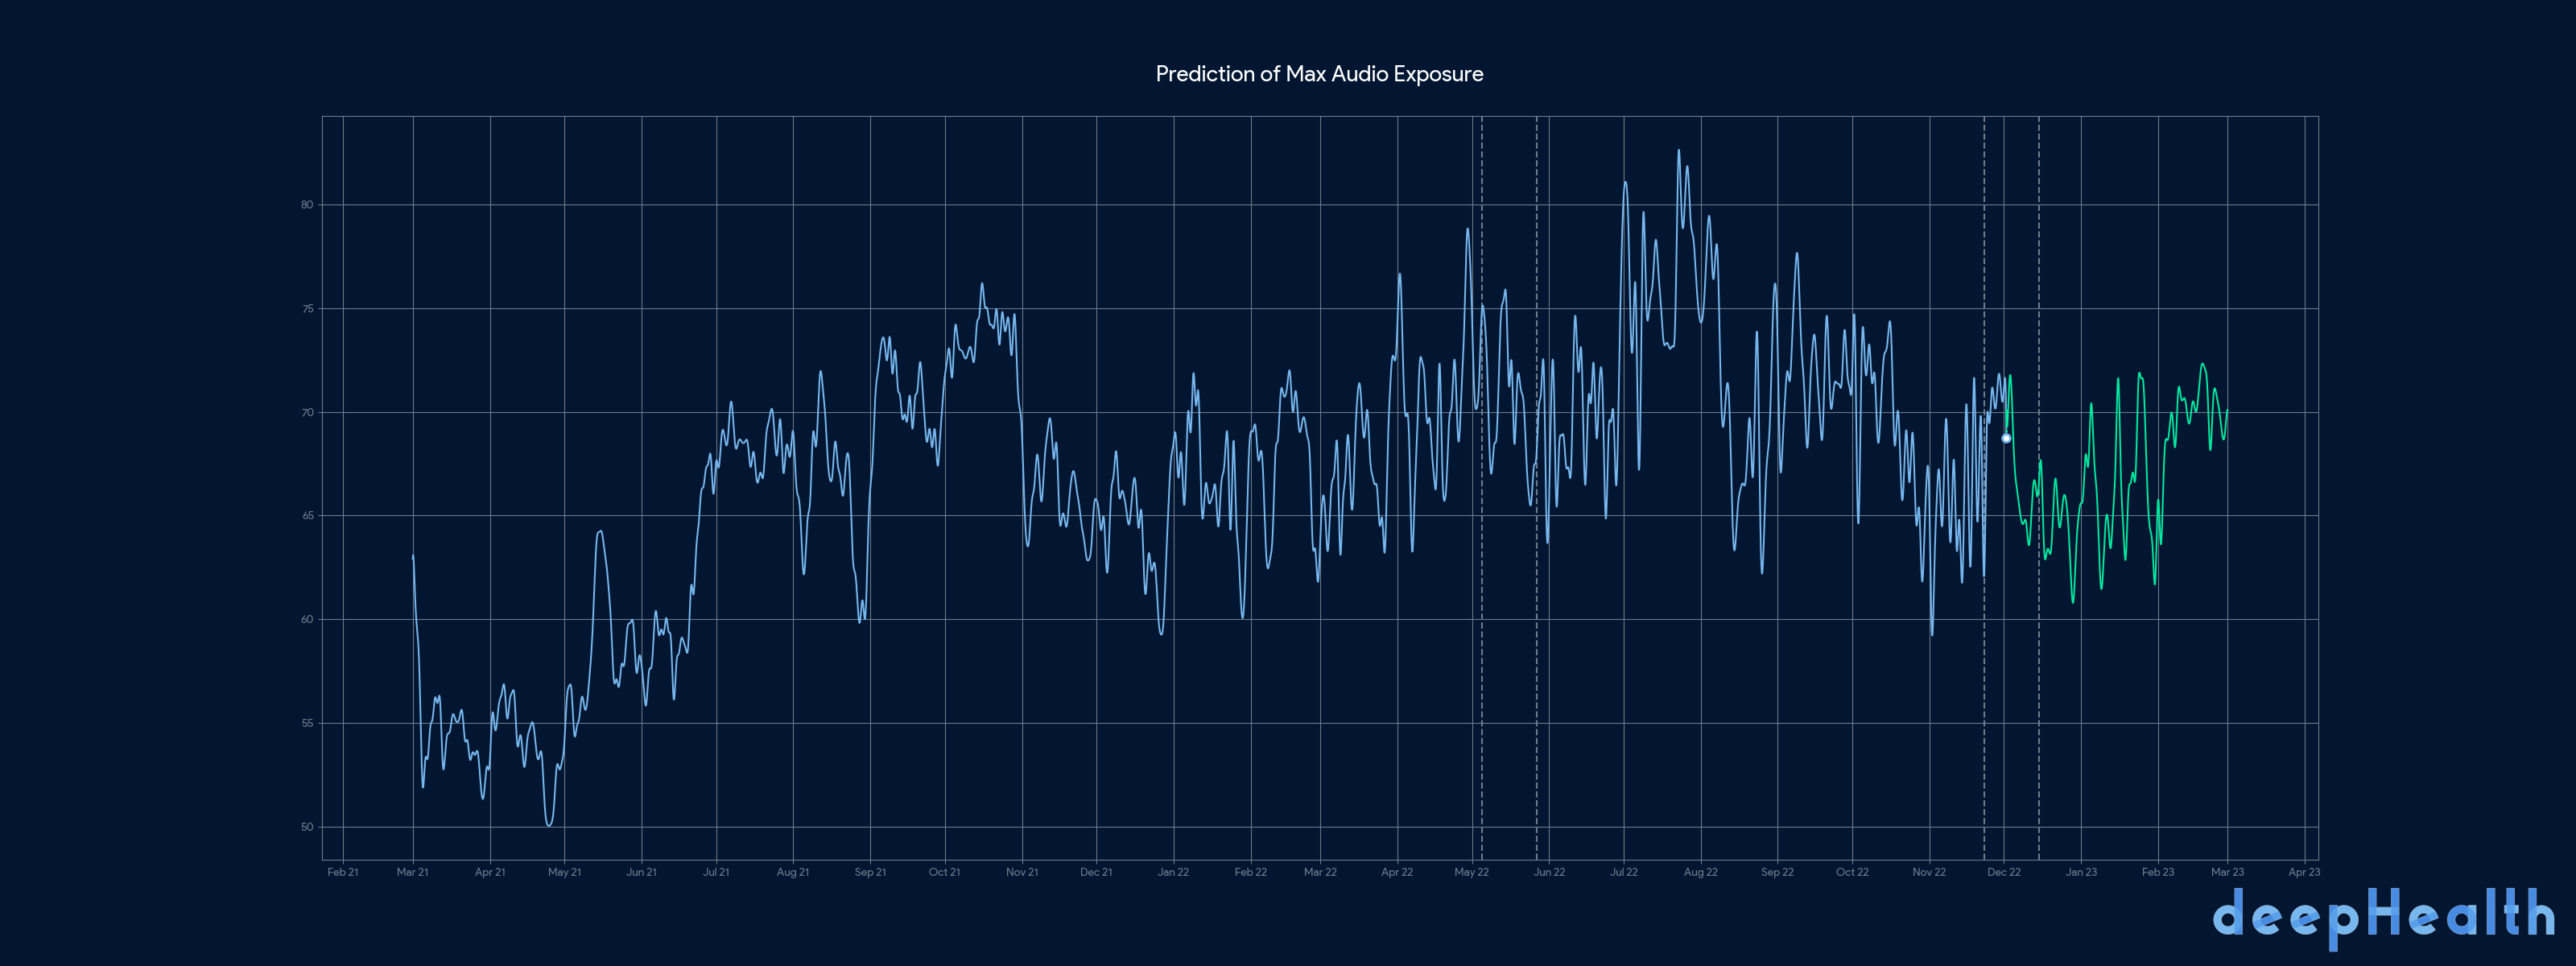 Prediction of Max Audio Exposure
80
75
70
65
60
55
50
Feb 21 Mar 21 Apr 21 May 21 Jun 21 Jul 21 Aug 21 Sep 21 Oct 21 Nov 21 Dec 21 Jan 22 Feb 22 Mar 22 Apr 22 May 22 Jun 22 Jul 22 Aug 22 Sep 22 Oct 22 Nov 22 Dec 22 Jan 23 Feb 23 Mar 23 Apr 23
deepHealth